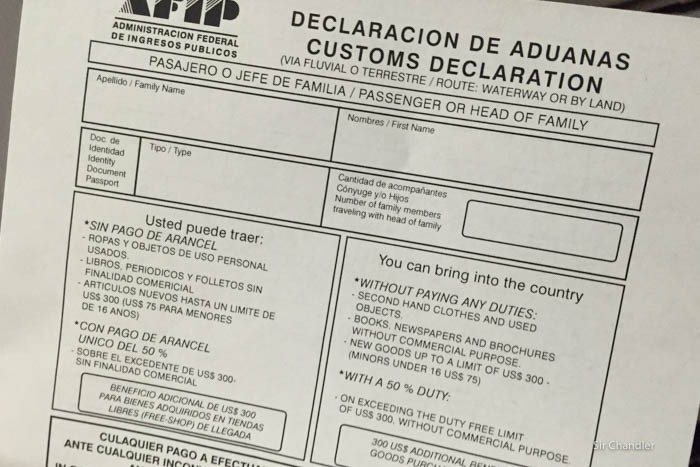 AFIP
ADMINISTRACION FEDERAL
DE INGRESOS PUBLICOS
DECLARACION DE ADUANAS
CUSTOMS DECLARATION
(VIA FLUVIAL O TERRESTRE / ROUTE: WATERWAY OR BY LAND)
PASAJERO O JEFE DE FAMILIA / PASSENGER OR HEAD OF FAMILY
Apellido / Family Name
Nombres / First Name
Doc. de
Identidad
Identity
Document
Passport
Tipo / Type
Cantidad de acompañantes
Cónyuge y/o Hijos
Number of family members
traveling with head of family
Usted puede traer:
*SIN PAGO DE ARANCEL
- ROPAS Y OBJETOS DE USO PERSONAL
USADOS.
- LIBROS, PERIODICOS Y FOLLETOS SIN
FINALIDAD COMERICIAL
- ARTICULOS NUEVOS HASTA UN LIMITE DE
US$ 300 (US$ 75 PARA MENORES
DE 16 ANOS)
*CON PAGO DE ARANCEL
UNICO DEL 50 %
- SOBRE EL EXCEDENTE DE US$ 300-
SIN FINALIDAD COMERCIAL
BENEFICIO ADICIONAL DE US$ 300
PARA BIENES ADQUIRIDOS EN TIENDAS
LIBRES (FREE-SHOP) DE LLEGADA
You can bring into the country
*WITHOUT PAYING ANY DUTIES:
- SECOND HAND CLOTHES AND USED
OBJECTS.
- BOOKS, NEWSPAPERS AND BROCHURES
WITHOUT COMMERCIAL PURPOSE.
- NEW GOODS UP TO A LIMIT OF US$ 300 -
(MINORS UNDER 16 US$ 75)
*WITH A 50 % DUTY:
- ON EXCEEDING THE DUTY FREE LIMIT
OF US$ 300, WITHOUT COMMERCIAL PURPOSE
300 US$ ADDITIONAL
GOODS
CULAQUIER PAGO A
ANTE CUALQUIER
Sir Chandler